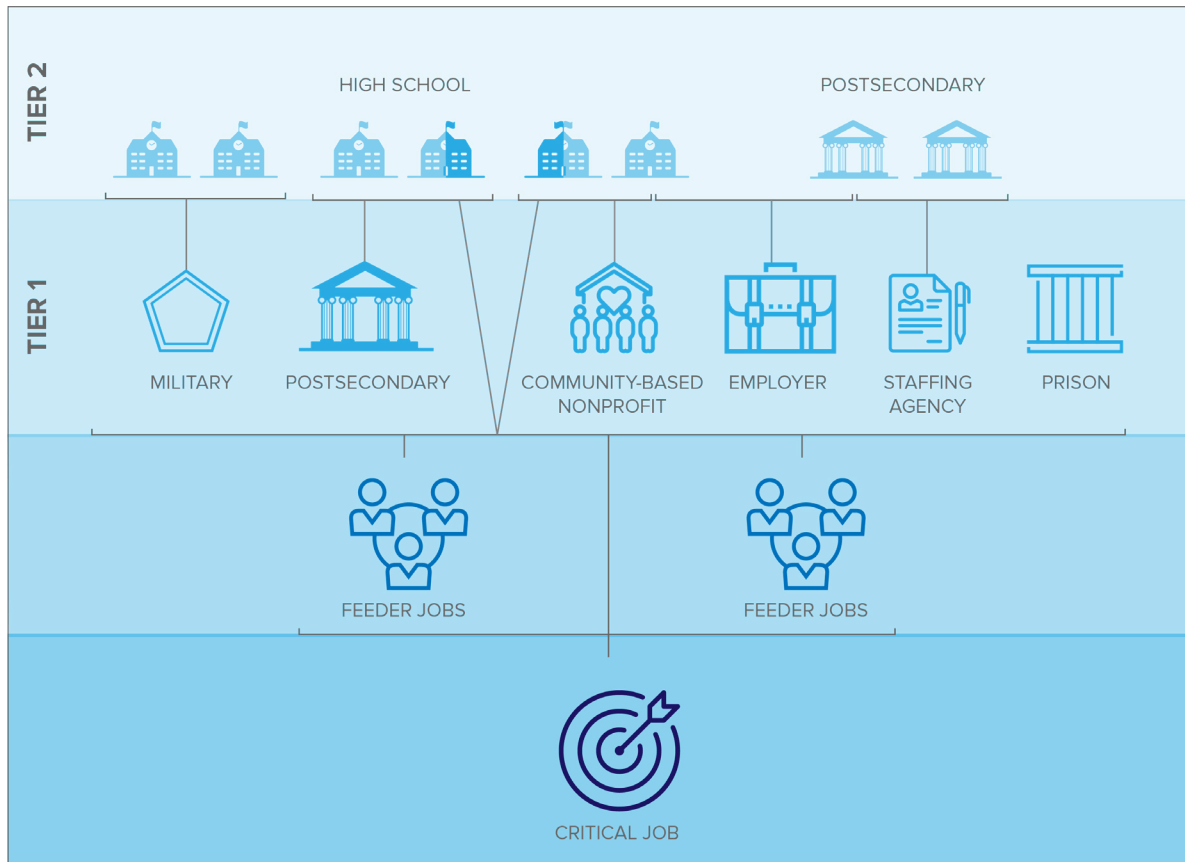 TIER 2
HIGH SCHOOL
POSTSECONDARY
TIER 1
MILITARY
POSTSECONDARY
COMMUNITY-BASED
NONPROFIT
EMPLOYER
STAFFING
AGENCY
PRISON
FEEDER JOBS
FEEDER JOBS
CRITICAL JOB